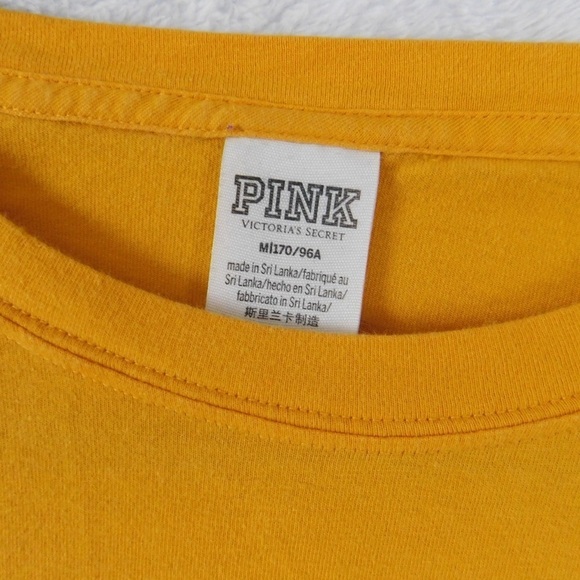 PINK
VICTORIA'S SECRET
M|170/96A
made in Sri Lanka/fabriqué au
Sri Lanka/hecho en Sri Lanka/
fabbricato in Sri Lanka/
斯里兰卡制造